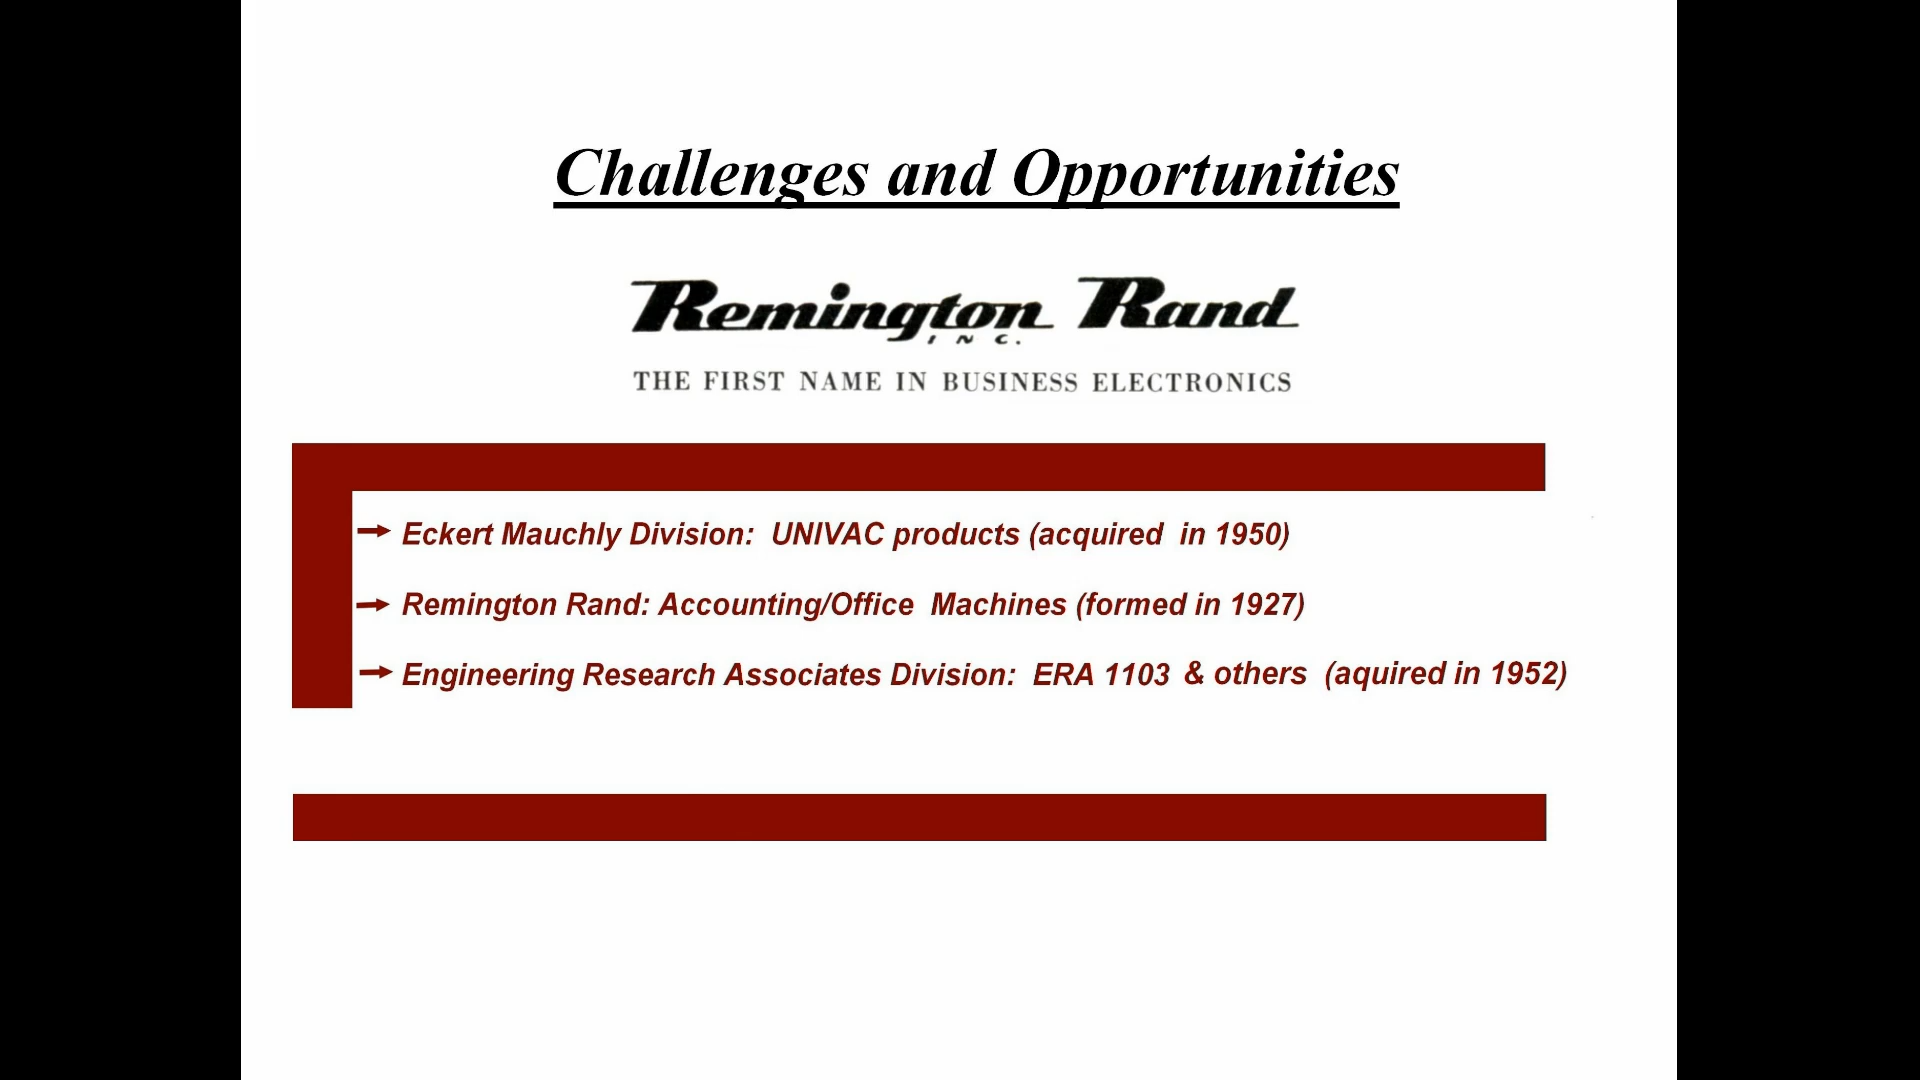 Challenges and Opportunities
Remington Rand
INC.
THE FIRST NAME IN BUSINESS ELECTRONICS
Eckert Mauchly Division: UNIVAC products (acquired in 1950)
Remington Rand: Accounting/Office Machines (formed in 1927)
Engineering Research Associates Division: ERA 1103 & others (aquired in 1952)